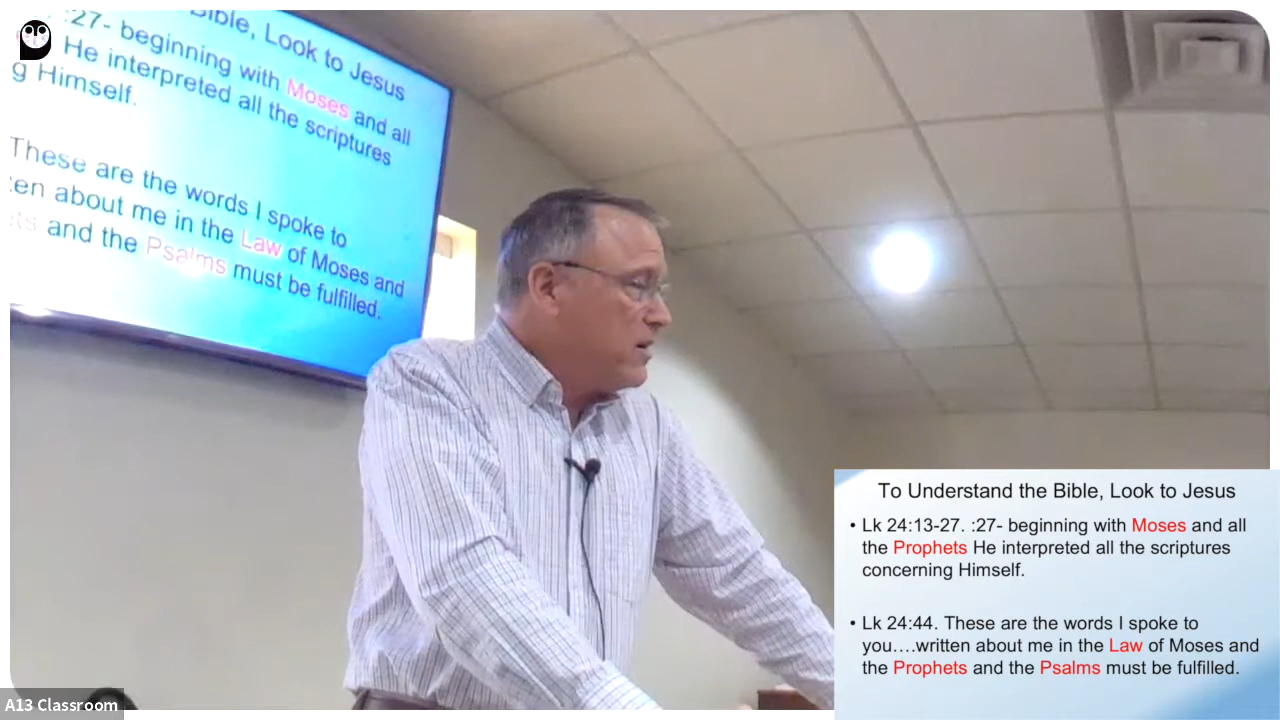 :27- beginning with Moses and all
He interpreted all the scriptures
g Himself.
Bible, Look to Jesus
These are the words I spoke to
ten about me in the Law of Moses and
ts and the Psalms must be fulfilled.
To Understand the Bible, Look to Jesus
• Lk 24:13-27. :27- beginning with Moses and all
the Prophets He interpreted all the scriptures
concerning Himself.
• Lk 24:44. These are the words I spoke to
you….written about me in the Law of Moses and
the Prophets and the Psalms must be fulfilled.
A13 Classroom